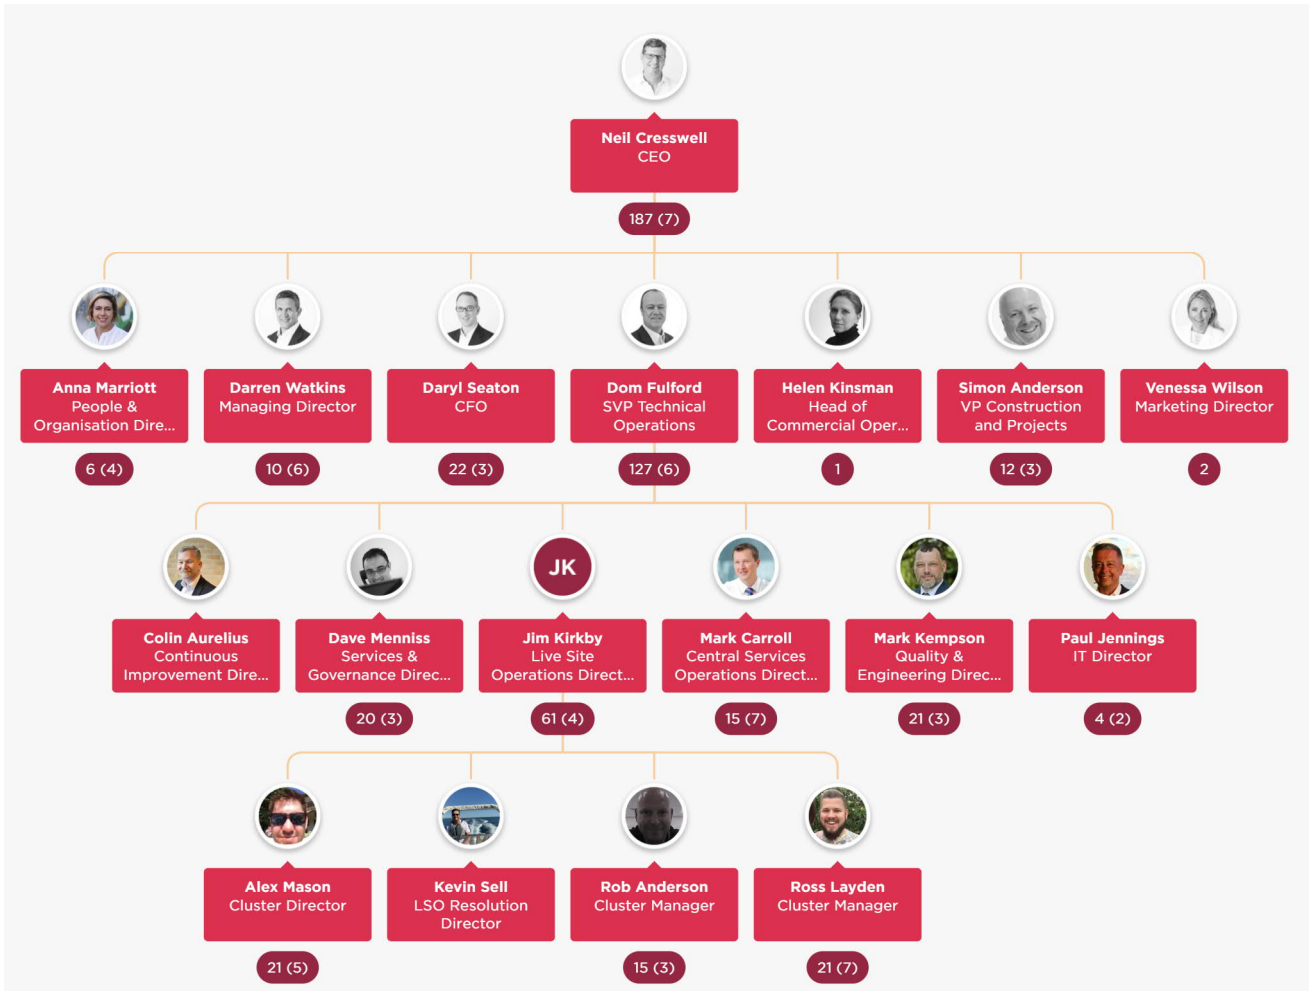 Neil Cresswell
CEO
187 (7)
Anna Marriott
People &
Organisation Dire...
6 (4)
Darren Watkins
Managing Director
10 (6)
Daryl Seaton
CFO
22 (3)
Dom Fulford
SVP Technical
Operations
127 (6)
Helen Kinsman
Head of
Commercial Oper...
1
Simon Anderson
VP Construction
and Projects
12 (3)
Venessa Wilson
Marketing Director
2
Colin Aurelius
Continuous
Improvement Dire...
Dave Menniss
Services &
Governance Direc...
20 (3)
JK
Jim Kirkby
Live Site
Operations Direct...
61 (4)
Mark Carroll
Central Services
Operations Direct...
15 (7)
Mark Kempson
Quality &
Engineering Direc...
21 (3)
Paul Jennings
IT Director
4 (2)
Alex Mason
Cluster Director
21 (5)
Kevin Sell
LSO Resolution
Director
Rob Anderson
Cluster Manager
15 (3)
Ross Layden
Cluster Manager
21 (7)